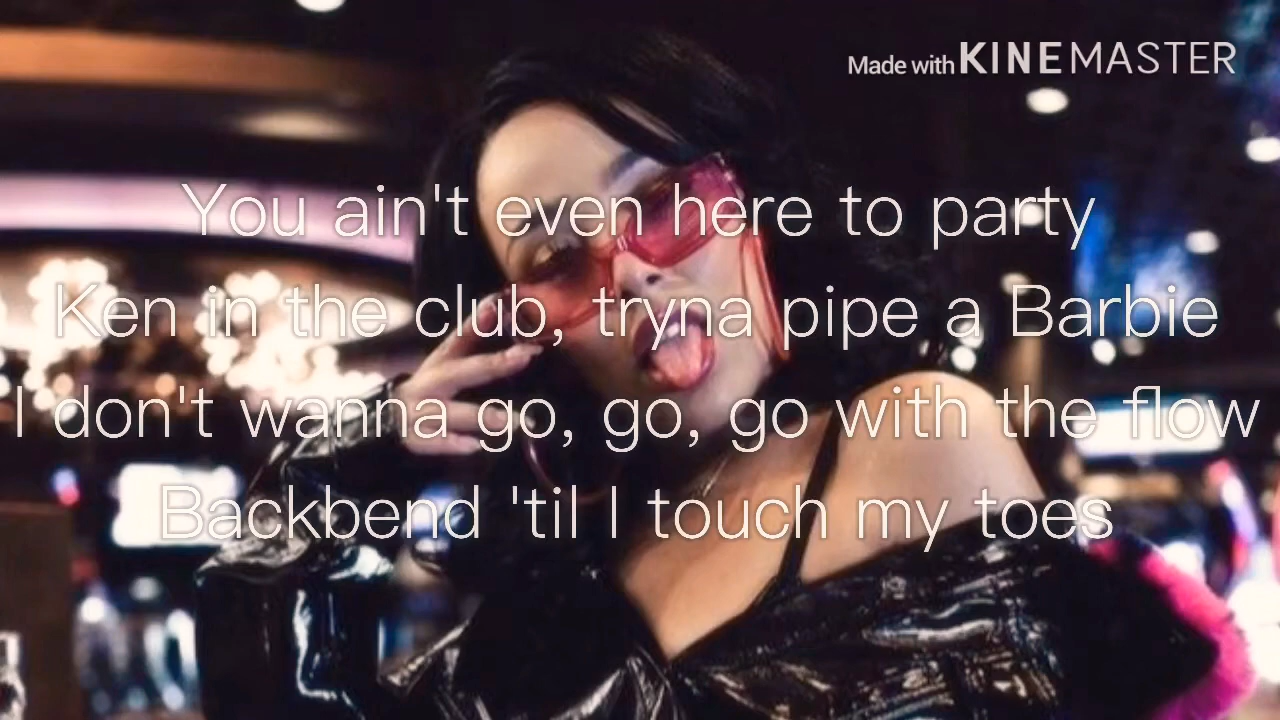 Made with KINEMASTER
You ain't even here to party
Ken in the club, tryna pipe a Barbie
I don't wanna go, go, go with the flow
Backbend 'til I touch my toes